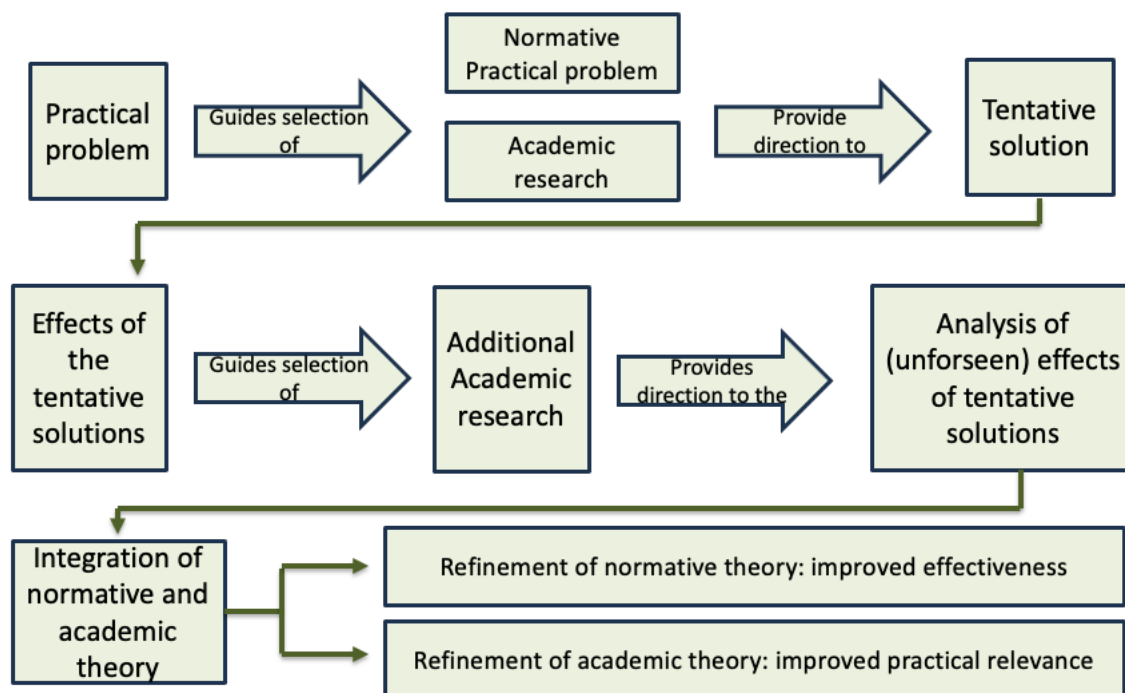 Normative
Practical problem
Practical
problem
Guides selection
of
Academic
research
Provide
direction to
Tentative
solution
Effects of
the
tentative
solutions
Guides selection
of
Additional
Academic
research
Provides
direction to the
Analysis of
(unforseen) effects
of tentative
solutions
Integration of
normative and
academic
theory
Refinement of normative theory: improved effectiveness
Refinement of academic theory: improved practical relevance